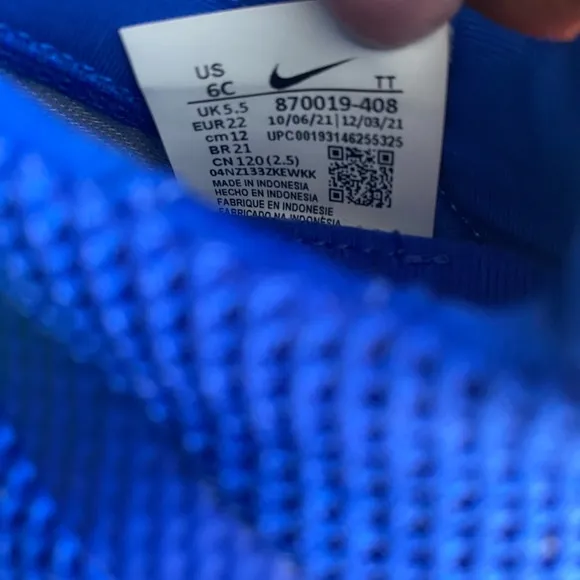 US
6C
TT
UK 5.5
870019-408
EUR 22
10/06/21 | 12/03/21
cm 12
UPC00193146255325
BR 21
CN 120 (2.5)
04NZ133ZKEWKK
MADE IN INDONESIA
HECHO EN INDONESIA
FABRIQUE EN INDONESIE
FABRICADO NA INDONÉSIA